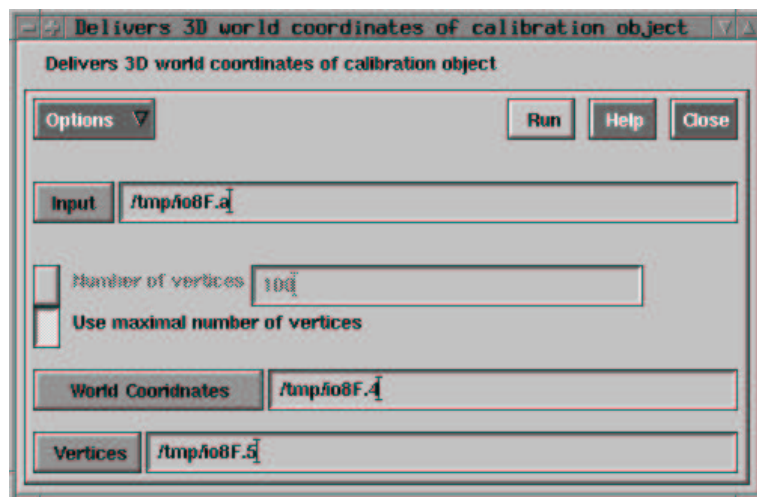 Delivers 3D world coordinates of calibration object
Delivers 3D world coordinates of calibration object
Options Run Help Close
Input /tmp/io8F.a
Number of vertices 100
Use maximal number of vertices
World Cooridnates /tmp/io8F.4
Vertices /tmp/io8F.5